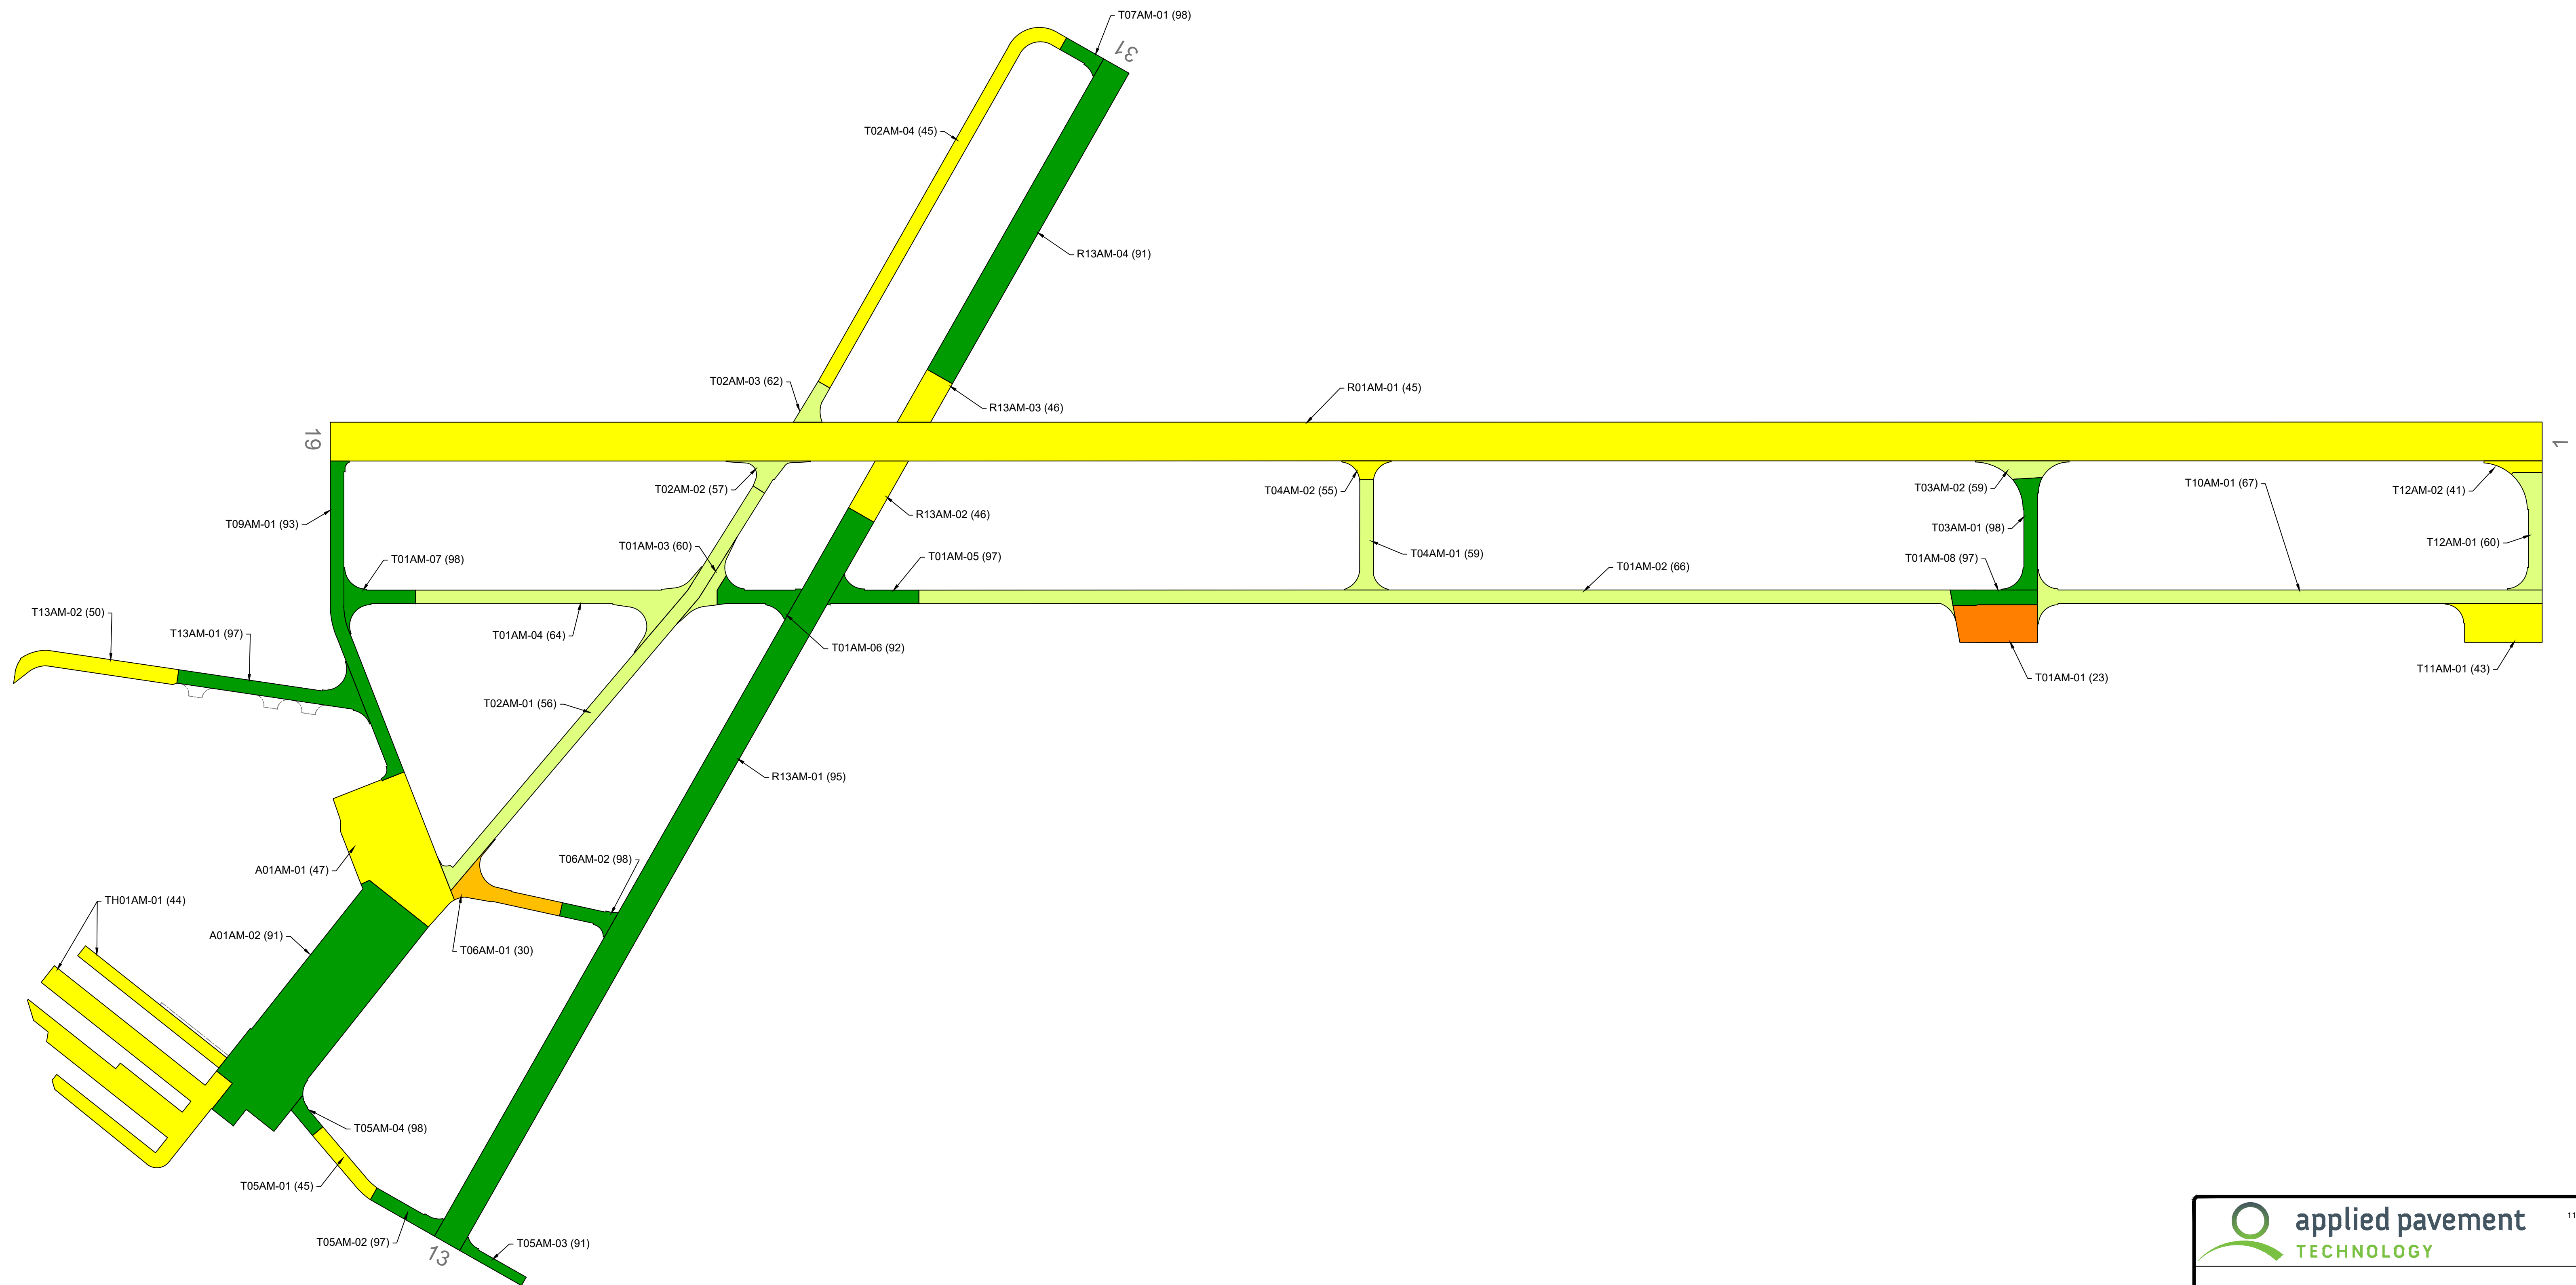 T07AM-01 (98)
31
T02AM-04 (45)
R13AM-04 (91)
T02AM-03 (62)
R01AM-01 (45)
R13AM-03 (46)
19
1
T02AM-02 (57)
T04AM-02 (55)
T03AM-02 (59)
T10AM-01 (67)
T12AM-02 (41)
R13AM-02 (46)
T09AM-01 (93)
T03AM-01 (98)
T01AM-03 (60)
T12AM-01 (60)
T01AM-07 (98)
T01AM-05 (97)
T04AM-01 (59)
T01AM-08 (97)
T01AM-02 (66)
T13AM-02 (50)
T13AM-01 (97)
T01AM-04 (64)
T01AM-06 (92)
T11AM-01 (43)
T01AM-01 (23)
T02AM-01 (56)
R13AM-01 (95)
T06AM-02 (98)
A01AM-01 (47)
TH01AM-01 (44)
A01AM-02 (91)
T06AM-01 (30)
T05AM-04 (98)
T05AM-01 (45)
T05AM-02 (97)
13
T05AM-03 (91)
applied pavement
TECHNOLOGY
11